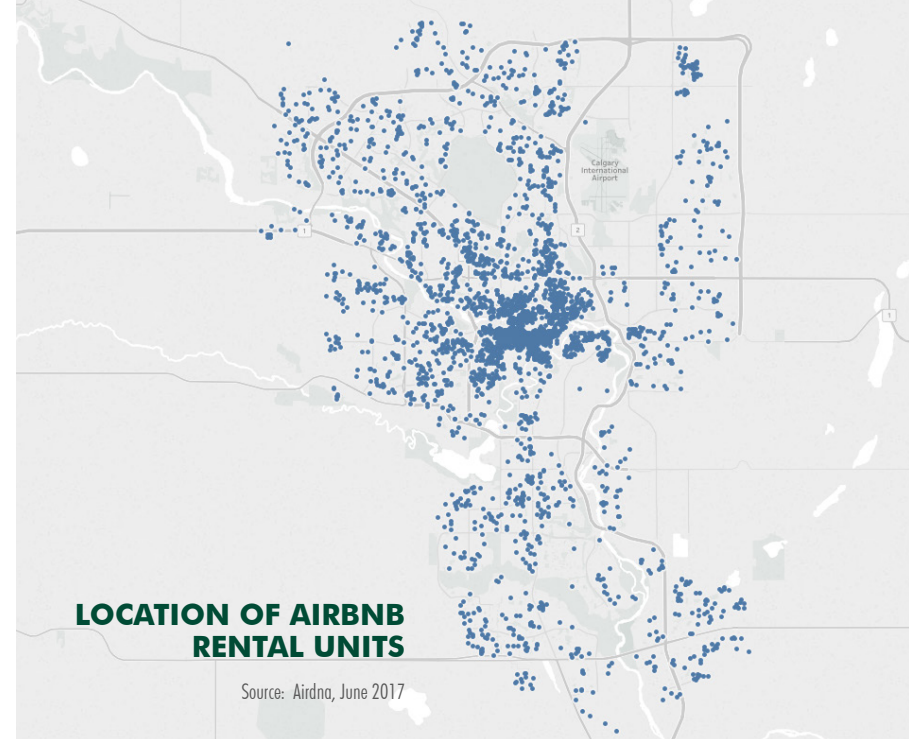 Calgary
International
Airport
1
2
1
LOCATION OF AIRBNB
RENTAL UNITS
Source: Airdna, June 2017